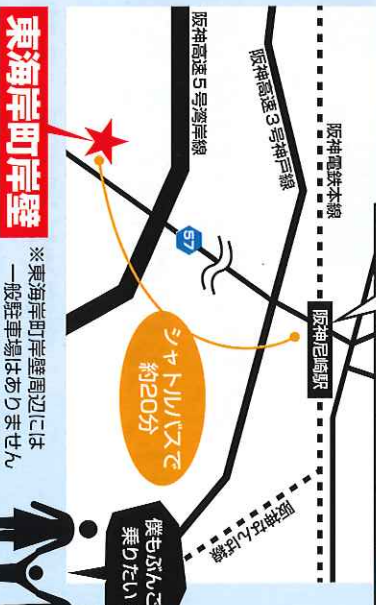 阪神電鉄本線
阪神高速3号神戸線
阪神高速5号湾岸線
阪神尼崎駅
57
シャトルバスで
約20分
阪神なんば線
東海岸町岸壁
※東海岸町岸壁周辺には
一般駐車場はありません
僕もぶんご
乗りたい